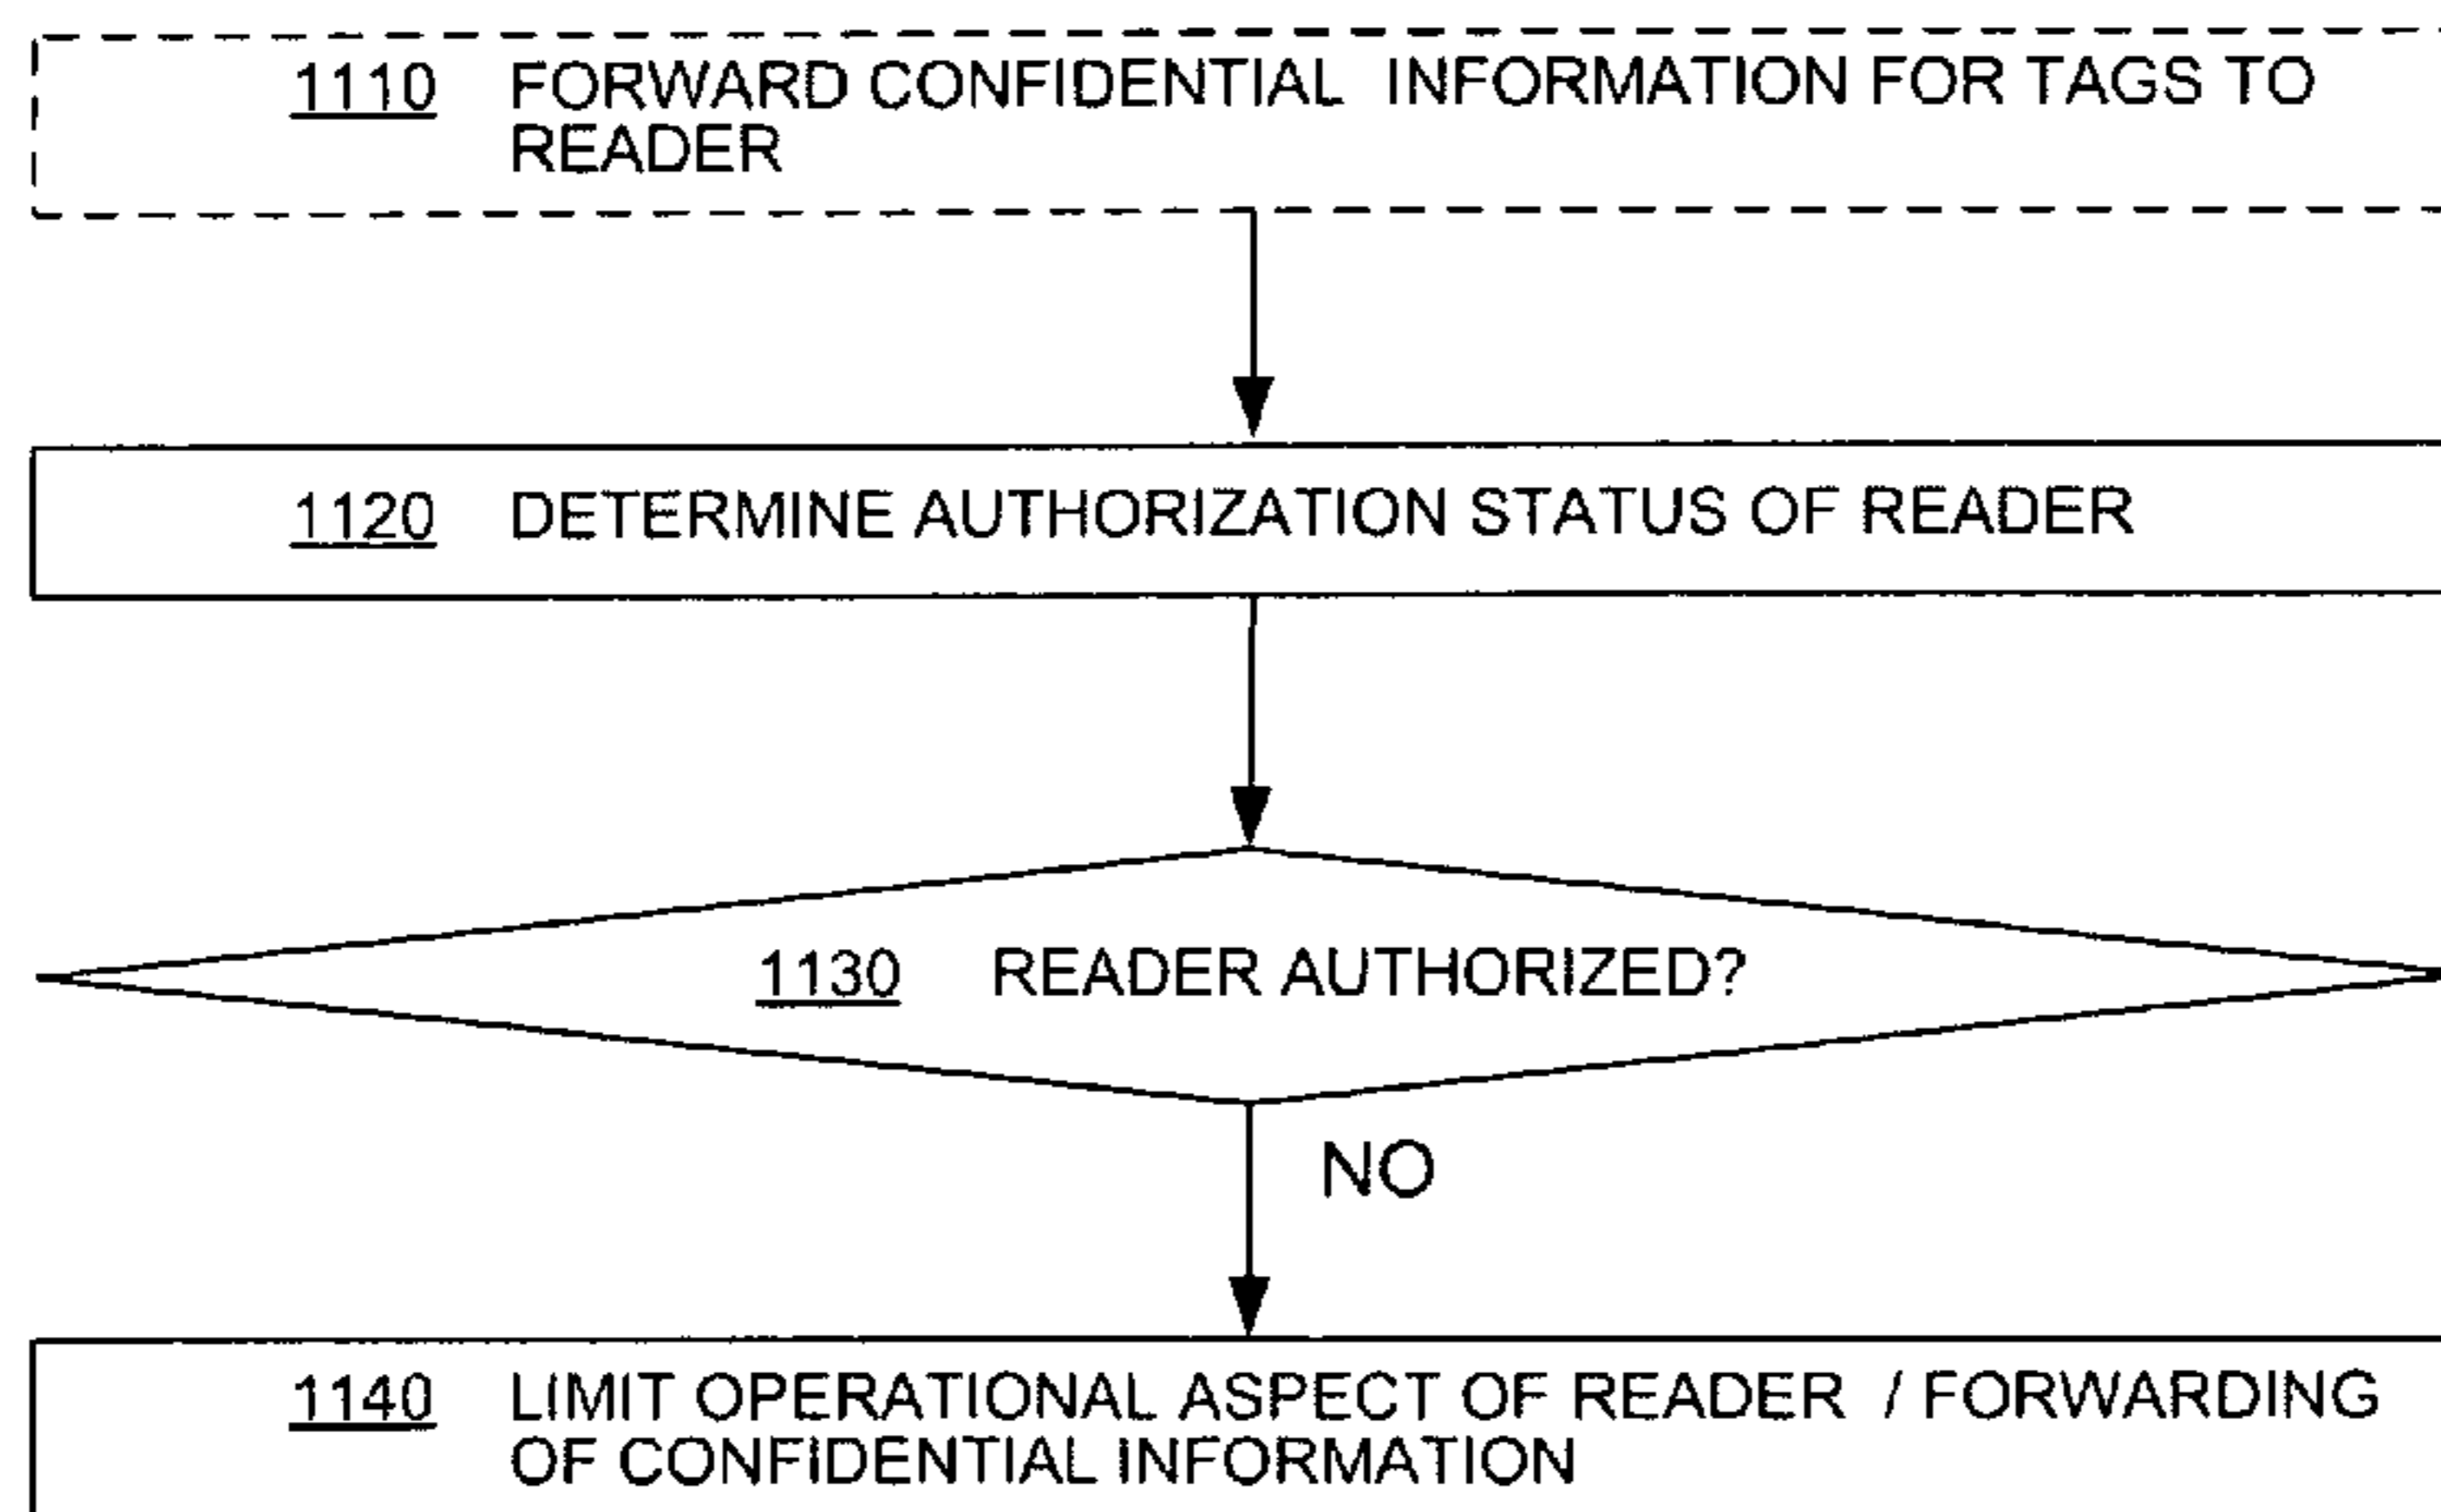 1110 FORWARD CONFIDENTIAL INFORMATION FOR TAGS TO
READER
1120 DETERMINE AUTHORIZATION STATUS OF READER
1130 READER AUTHORIZED?
NO
1140 LIMIT OPERATIONAL ASPECT OF READER / FORWARDING
OF CONFIDENTIAL INFORMATION